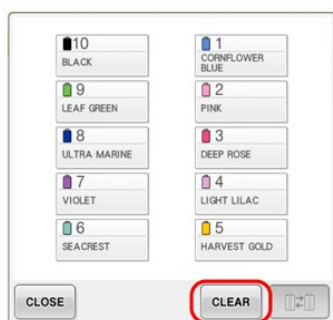 10
BLACK
1
CORNFLOWER
BLUE
9
LEAF GREEN
2
PINK
8
ULTRA MARINE
3
DEEP ROSE
7
VIOLET
4
LIGHT LILAC
6
SEACREST
5
HARVEST GOLD
CLOSE
CLEAR